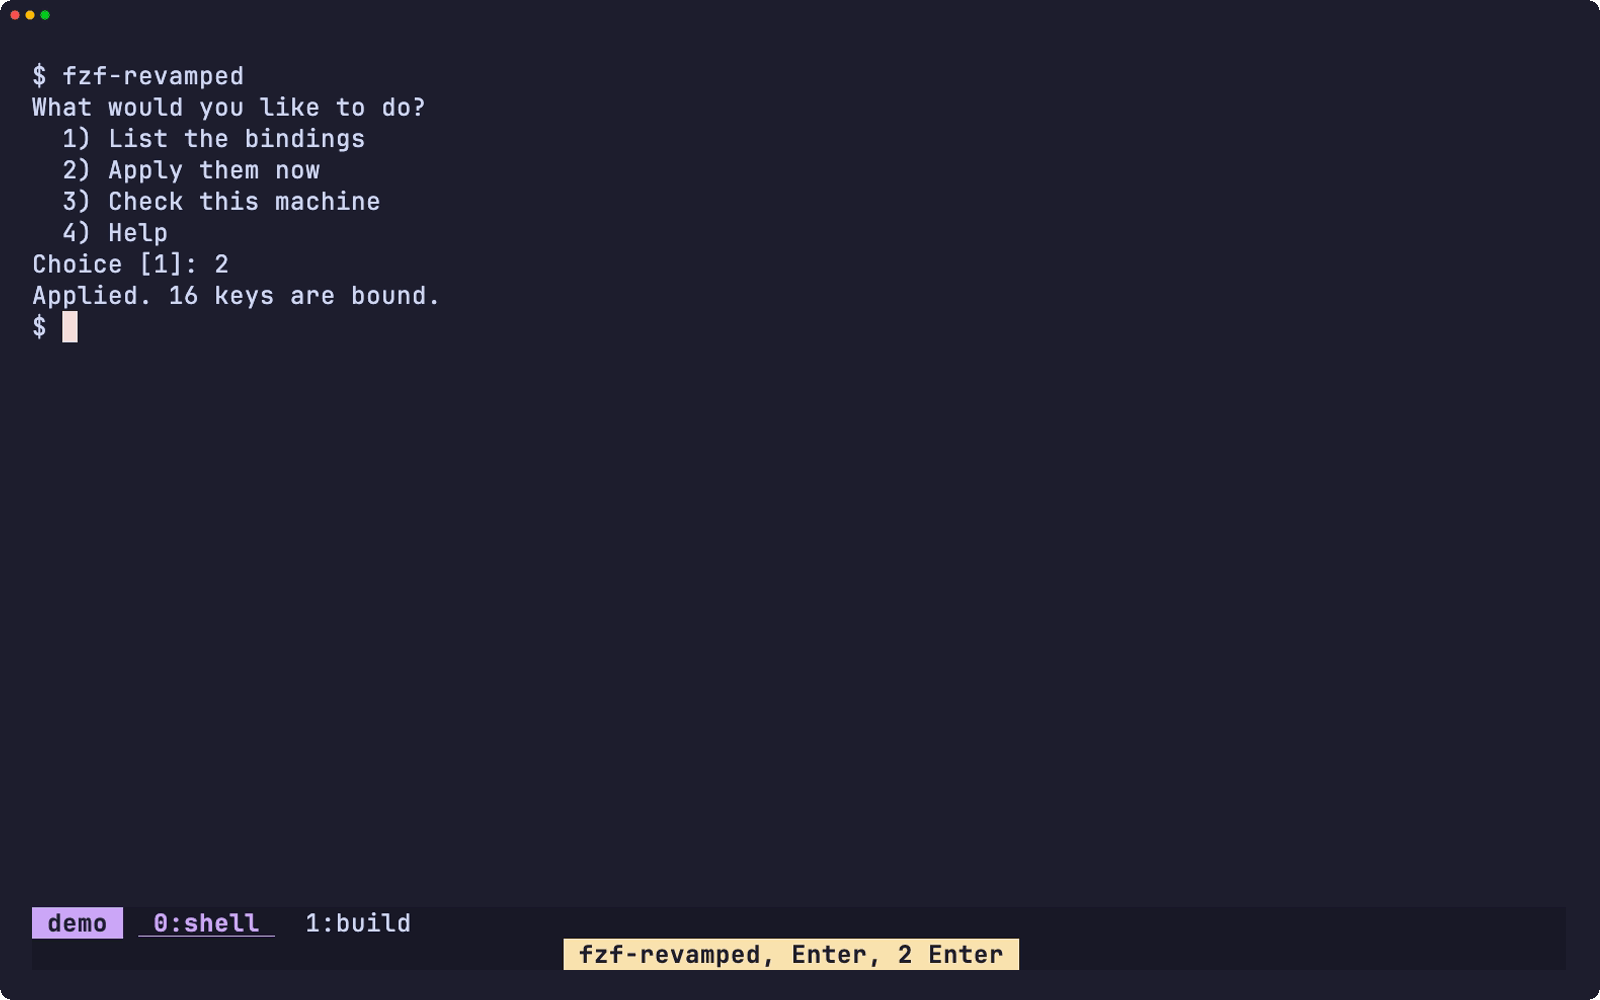 $ fzf-revamped
What would you like to do?
  1) List the bindings
  2) Apply them now
  3) Check this machine
  4) Help
Choice [1]: 2
Applied. 16 keys are bound.
$
demo 0:shell 1:build
fzf-revamped, Enter, 2 Enter